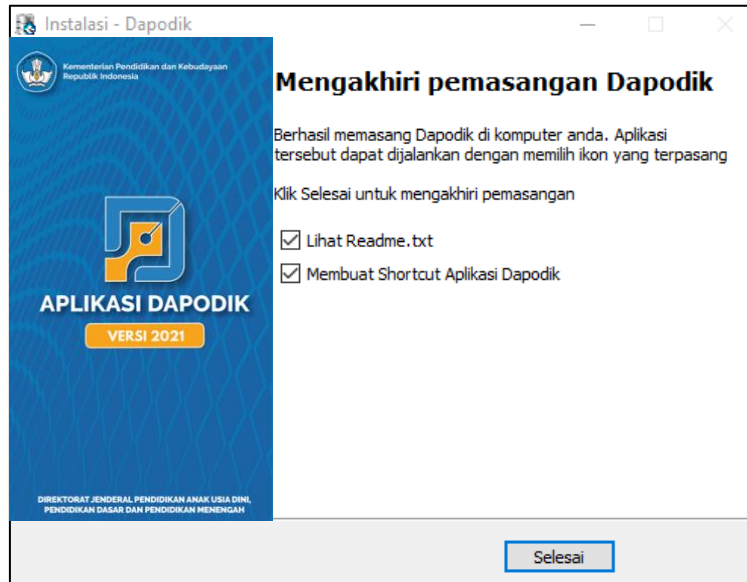 Instalasi - Dapodik
Kementerian Pendidikan dan Kebudayaan
Republik Indonesia
APLIKASI DAPODIK
VERSI 2021
DIREKTORAT JENDERAL PENDIDIKAN ANAK USIA DINI,
PENDIDIKAN DASAR DAN PENDIDIKAN MENENGAH
Mengakhiri pemasangan Dapodik
Berhasil memasang Dapodik di komputer anda. Aplikasi
tersebut dapat dijalankan dengan memilih ikon yang terpasang
Klik Selesai untuk mengakhiri pemasangan
Lihat Readme.txt
Membuat Shortcut Aplikasi Dapodik
Selesai